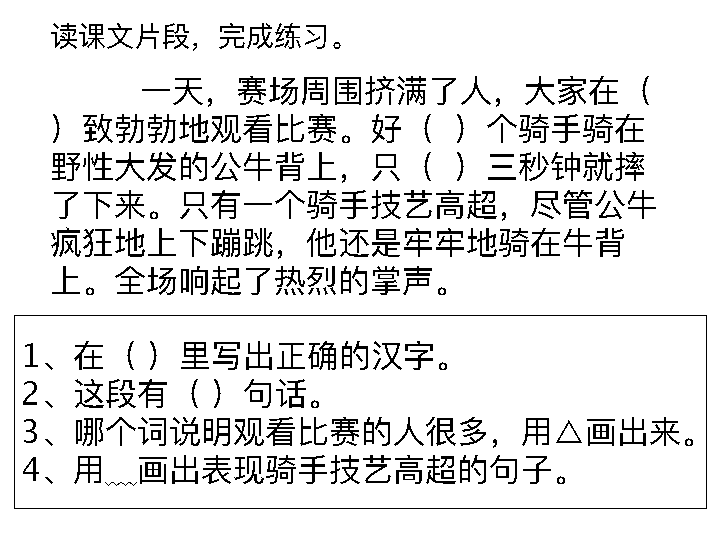 读课文片段，完成练习。
一天，赛场周围挤满了人，大家在（
）致勃勃地观看比赛。好（ ）个骑手骑在
野性大发的公牛背上，只（ ）三秒钟就摔
了下来。只有一个骑手技艺高超，尽管公牛
疯狂地上下蹦跳，他还是牢牢地骑在牛背
上。全场响起了热烈的掌声。
1、在（ ）里写出正确的汉字。
2、这段有（ ）句话。
3、哪个词说明观看比赛的人很多，用△画出来。
4、用﹏﹏画出表现骑手技艺高超的句子。